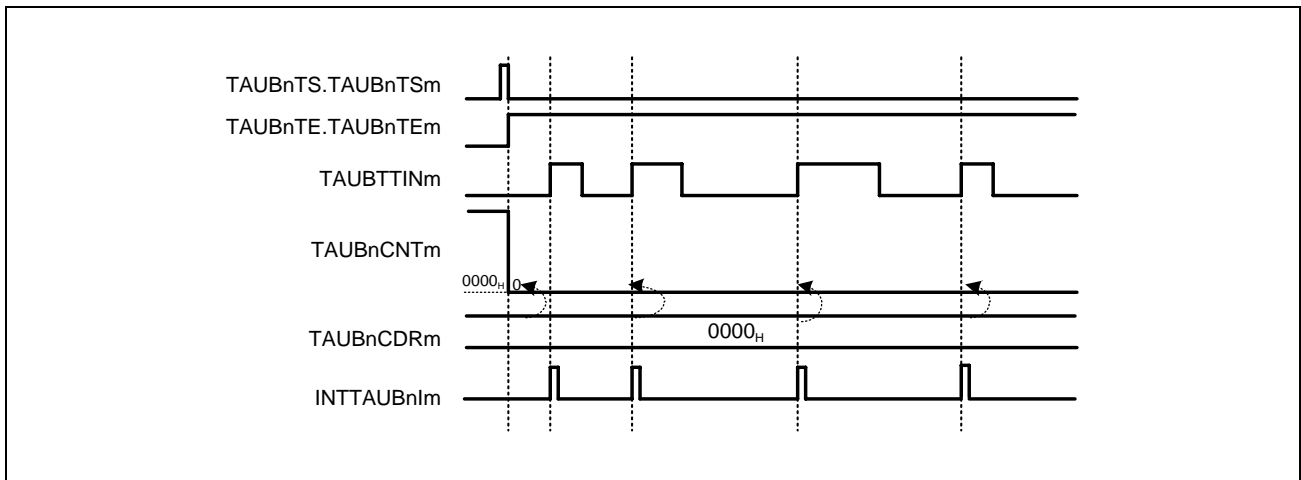 TAUBnTS.TAUBnTSm
TAUBnTE.TAUBnTEm
TAUBTTINm
TAUBnCNTm
0000H 0
TAUBnCDRm
0000H
INTTAUBnIm